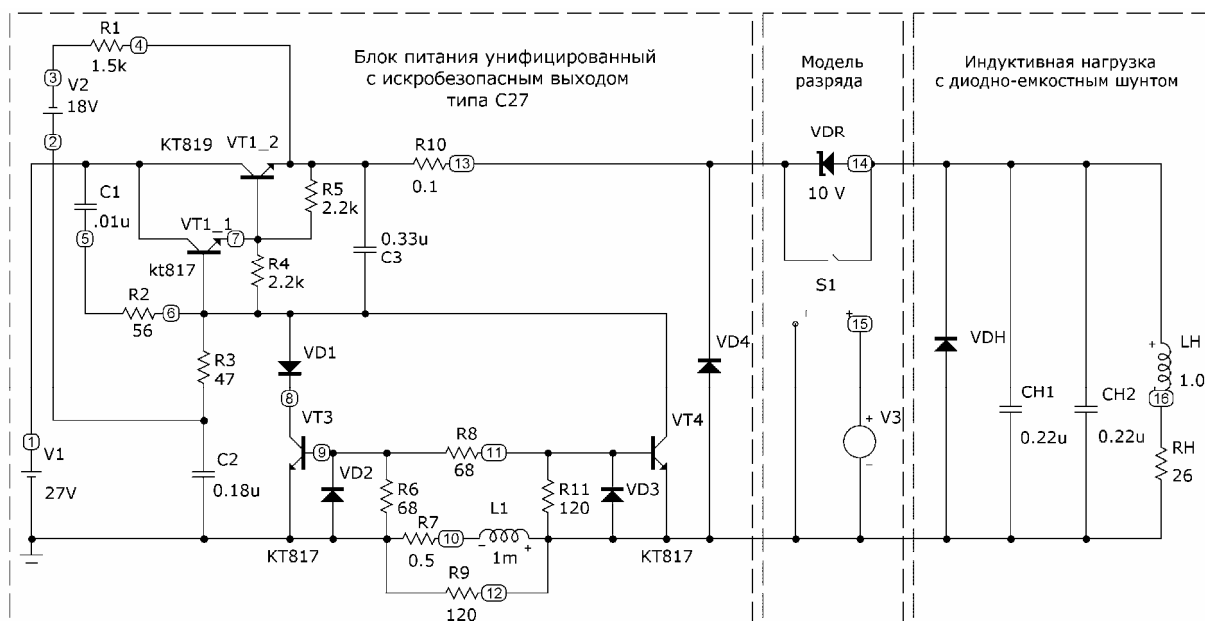 Блок питания унифицированный
с искробезопасным выходом
типа С27
Модель
разряда
Индуктивная нагрузка
с диодно-емкостным шунтом
R1
4
1.5k
3
V2
18V
2
KT819
VT1_2
R10
13
0.1
VDR
14
10 V
C1
.01u
5
VT1_1
7
kt817
R5
2.2k
R4
2.2k
0.33u
C3
S1
15
R2
6
56
R3
47
VD1
8
VD4
VDH
LH
1.0
16
CH1
0.22u
CH2
0.22u
RH
26
1
V1
27V
C2
0.18u
VT3
9
VD2
R8
11
68
R6
68
R11
120
VD3
VT4
V3
R7
10
0.5
L1
1m
KT817
KT817
R9
12
120